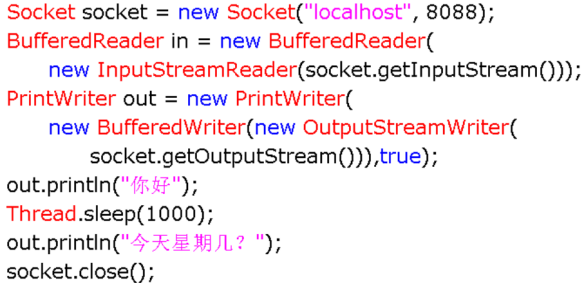 Socket socket = new Socket("localhost", 8088);
BufferedReader in = new BufferedReader(
new InputStreamReader(socket.getInputStream()));
PrintWriter out = new PrintWriter(
new BufferedWriter(new OutputStreamWriter(
socket.getOutputStream())),true);
out.println("你好");
Thread.sleep(1000);
out.println("今天星期几？");
socket.close();